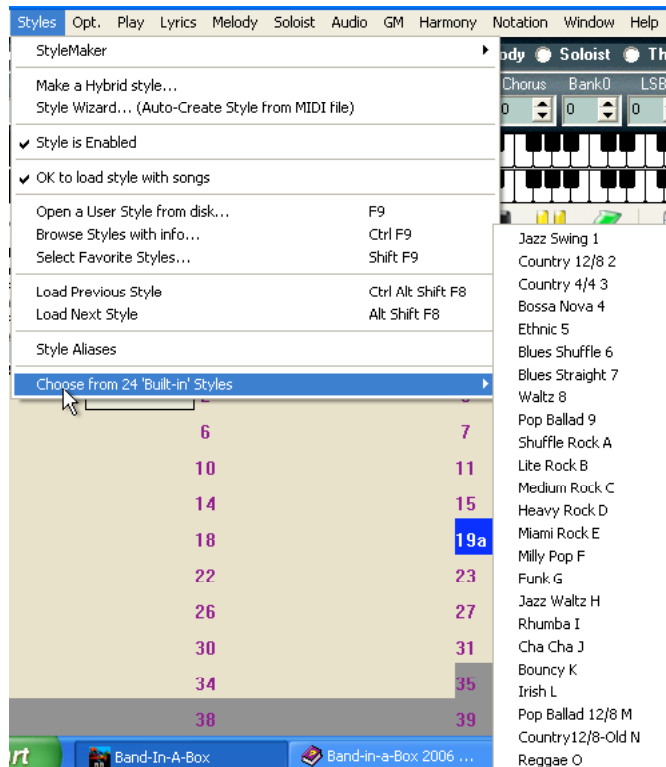 Styles Opt. Play Lyrics Melody Soloist Audio GM Harmony Notation Window Help
StyleMaker
ody Soloist Th
Make a Hybrid style...
Chorus Bank0 LSB
Style Wizard... (Auto-Create Style from MIDI file)
0 0 0
Style is Enabled
OK to load style with songs
Open a User Style from disk... F9
Browse Styles with info... Ctrl F9
Select Favorite Styles... Shift F9
Load Previous Style Ctrl Alt Shift F8
Load Next Style Alt Shift F8
Style Aliases
Choose from 24 'Built-in' Styles
Jazz Swing 1
Country 12/8 2
Country 4/4 3
Bossa Nova 4
Ethnic 5
Blues Shuffle 6
Blues Straight 7
Waltz 8
Pop Ballad 9
Shuffle Rock A
Lite Rock B
Medium Rock C
Heavy Rock D
Miami Rock E
Milly Pop F
Funk G
Jazz Waltz H
Rhumba I
Cha Cha J
Bouncy K
Irish L
Pop Ballad 12/8 M
Country12/8-Old N
Reggae O
6 7
10 11
14 15
18 19a
22 23
26 27
30 31
34 35
38 39
rt Band-In-A-Box Band-in-a-Box 2006 ...